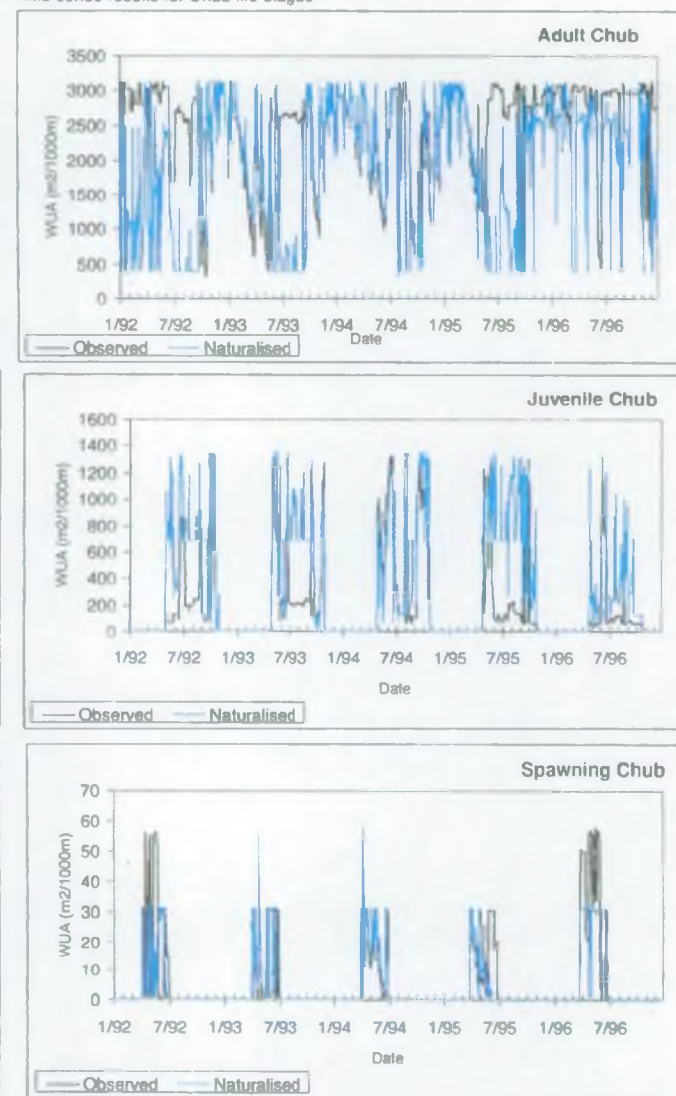 Adult Chub
3500
3000
2500
2000
1500
1000
500
0
WUA (m2/1000m)
1/92 7/92 1/93 7/93 1/94 7/94 1/95 7/95 1/96 7/96
Date
Observed Naturalised
Juvenile Chub
1600
1400
1200
1000
800
600
400
200
0
WUA (m2/1000m)
1/92 7/92 1/93 7/93 1/94 7/94 1/95 7/95 1/96 7/96
Date
Observed Naturalised
Spawning Chub
70
60
50
40
30
20
10
0
WUA (m2/1000m)
1/92 7/92 1/93 7/93 1/94 7/94 1/95 7/95 1/96 7/96
Date
Observed Naturalised